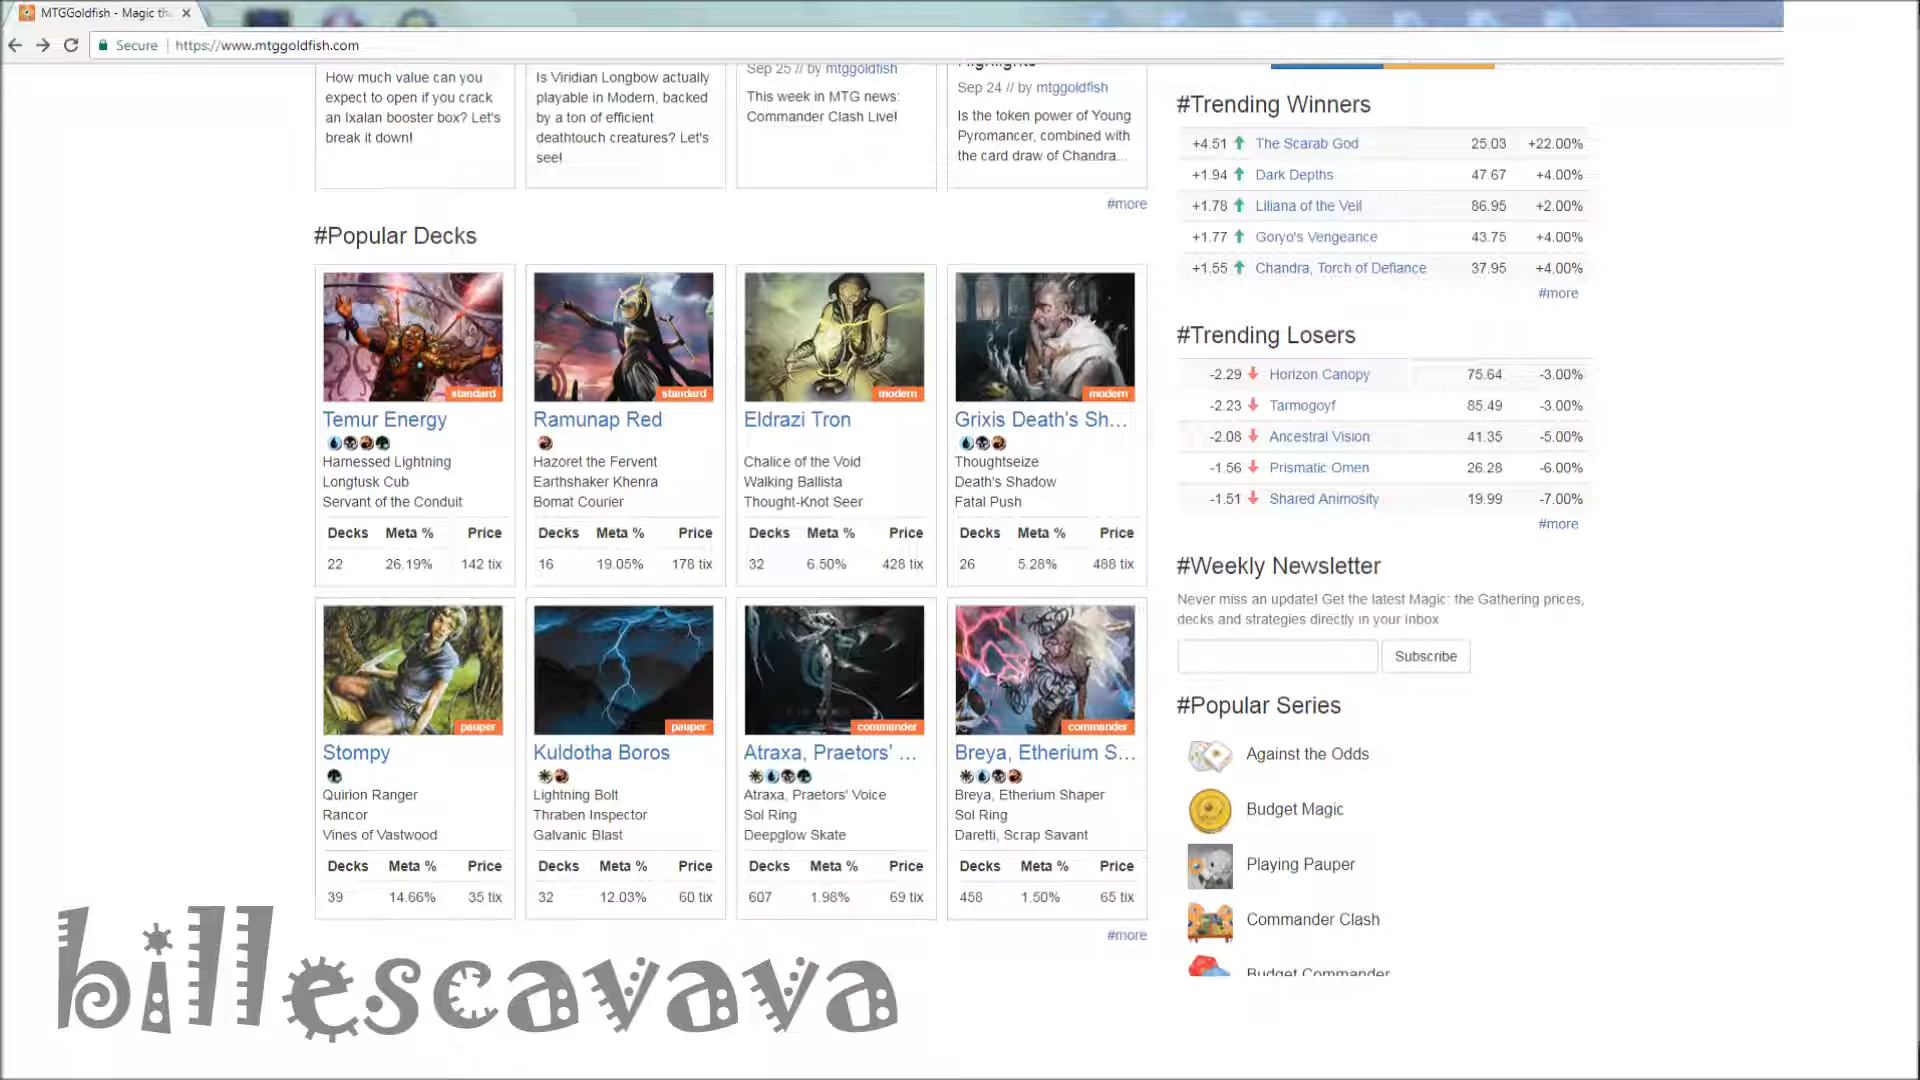 MTGGoldfish - Magic th
Secure
https://www.mtggoldfish.com
How much value can you
expect to open if you crack
an Ixalan booster box? Let's
break it down!
Is Viridian Longbow actually
playable in Modern, backed
by a ton of efficient
deathtouch creatures? Let's
see!
Sep 25 // by mtggoldfish
This week in MTG news:
Commander Clash Live!
Highlights
Sep 24 // by mtggoldfish
Is the token power of Young
Pyromancer, combined with
the card draw of Chandra...
#more
#Popular Decks
standard
Temur Energy
Harnessed Lightning
Longtusk Cub
Servant of the Conduit
Decks Meta % Price
22 26.19% 142 tix
standard
Ramunap Red
Hazoret the Fervent
Earthshaker Khenra
Bomat Courier
Decks Meta % Price
16 19.05% 178 tix
modern
Eldrazi Tron
Chalice of the Void
Walking Ballista
Thought-Knot Seer
Decks Meta % Price
32 6.50% 428 tix
modern
Grixis Death's Sh...
Thoughtseize
Death's Shadow
Fatal Push
Decks Meta % Price
26 5.28% 488 tix
pauper
Stompy
Quirion Ranger
Rancor
Vines of Vastwood
Decks Meta % Price
39 14.66% 35 tix
pauper
Kuldotha Boros
Lightning Bolt
Thraben Inspector
Galvanic Blast
Decks Meta % Price
32 12.03% 60 tix
commander
Atraxa, Praetors' ...
Atraxa, Praetors' Voice
Sol Ring
Deepglow Skate
Decks Meta % Price
607 1.98% 69 tix
commander
Breya, Etherium S...
Breya, Etherium Shaper
Sol Ring
Daretti, Scrap Savant
Decks Meta % Price
458 1.50% 65 tix
#more
#Trending Winners
+4.51 The Scarab God 25.03 +22.00%
+1.94 Dark Depths 47.67 +4.00%
+1.78 Liliana of the Veil 86.95 +2.00%
+1.77 Goryo's Vengeance 43.75 +4.00%
+1.55 Chandra, Torch of Defiance 37.95 +4.00%
#more
#Trending Losers
-2.29 Horizon Canopy 75.64 -3.00%
-2.23 Tarmogoyf 85.49 -3.00%
-2.08 Ancestral Vision 41.35 -5.00%
-1.56 Prismatic Omen 26.28 -6.00%
-1.51 Shared Animosity 19.99 -7.00%
#more
#Weekly Newsletter
Never miss an update! Get the latest Magic: the Gathering prices,
decks and strategies directly in your inbox
Subscribe
#Popular Series
Against the Odds
Budget Magic
Playing Pauper
Commander Clash
Budget Commander
billescavava